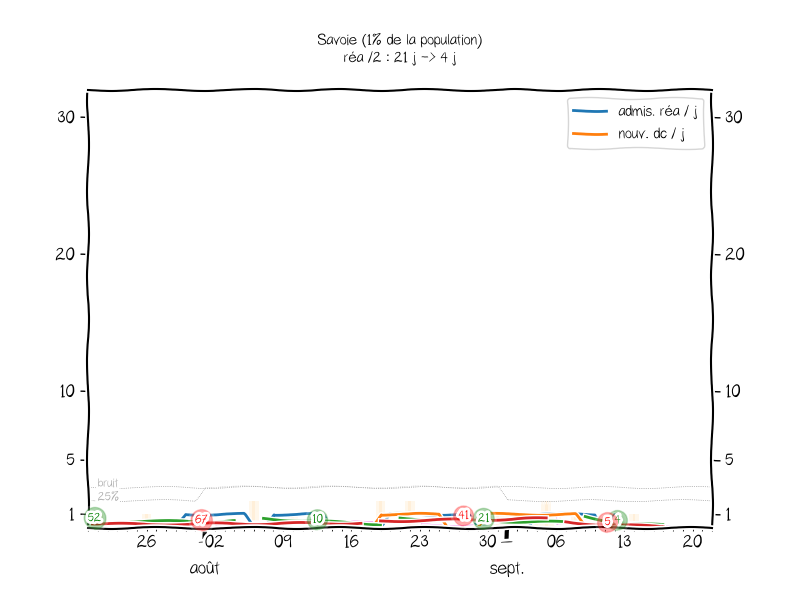 Savoie (1% de la population)
réa /2 : 21 j -> 4 j
admis. réa / j
nouv. dc / j
30 30
20 20
10 10
5 5
bruit
25%
1 1
52 67 10 41 21 5 4
26 02 09 16 23 30 06 13 20
août sept.